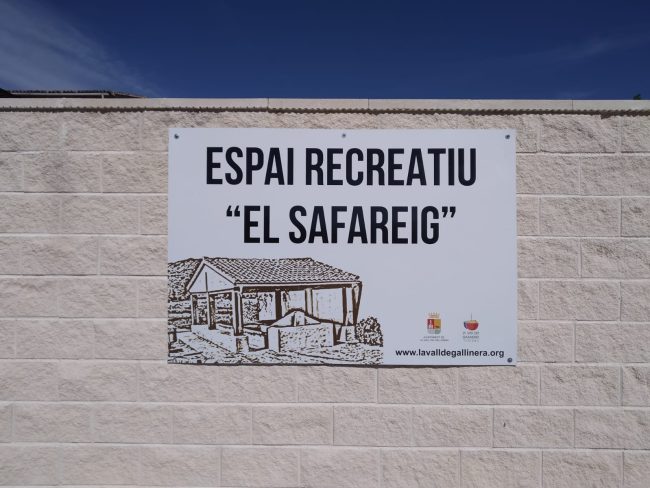 ESPAI RECREATIU
“EL SAFAREIG”
www.lavalldegallinera.org